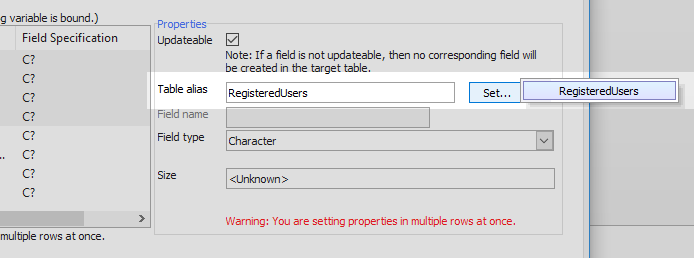 g variable is bound.)
Field Specification
C?
C?
C?
C?
C?
.. C?
C?
C?
multiple rows at once.
Properties
Updateable
Note: If a field is not updateable, then no corresponding field will
be created in the target table.
Table alias RegisteredUsers Set... RegisteredUsers
Field name
Field type Character
Size <Unknown>
Warning: You are setting properties in multiple rows at once.